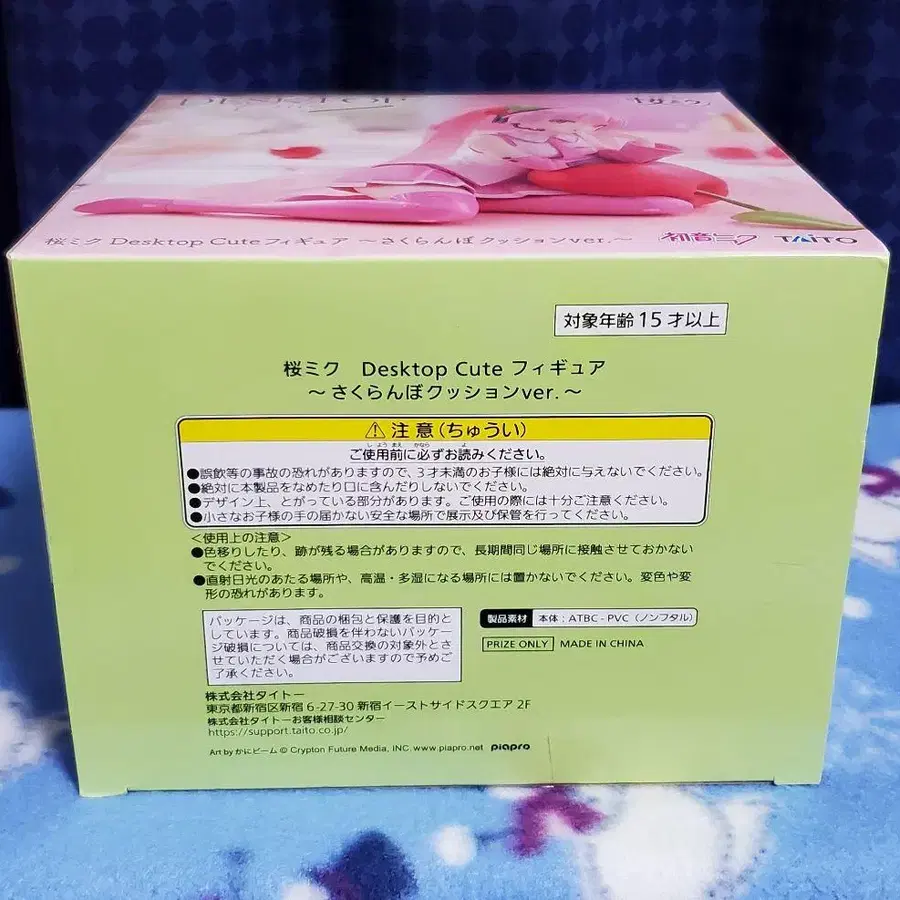 DESKTOP
桜ミク
桜ミク Desktop Cuteフィギュア ～さくらんぼクッションver.～
初音ミク TAITO
対象年齢15才以上
桜ミク Desktop Cute フィギュア
～さくらんぼクッションver.～
⚠注意(ちゅうい)
しようまえ かなら よ
ご使用前に必ずお読みください。
●誤飲等の事故の恐れがありますので、3才未満のお子様には絶対に与えないでください。
●絶対に本製品をなめたり口に含んだりしないでください。
●デザイン上、とがっている部分があります。ご使用の際には十分ご注意ください。
●小さなお子様の手の届かない安全な場所で展示及び保管を行ってください。
<使用上の注意>
●色移りしたり、跡が残る場合がありますので、長期間同じ場所に接触させておかない
でください。
●直射日光のあたる場所や、高温・多湿になる場所には置かないでください。変色や変
形の恐れがあります。
パッケージは、商品の梱包と保護を目的と
しています。商品破損を伴わないパッケー
ジ破損については、商品交換の対象外とさ
せていただく場合がございますので予めご
了承ください。
製品素材 本体：ATBC-PVC（ノンフタル）
PRIZE ONLY MADE IN CHINA
株式会社タイトー
東京都新宿区新宿6-27-30 新宿イーストサイドスクエア 2F
株式会社タイトーお客様相談センター
https://support.taito.co.jp/
Art by かにビーム © Crypton Future Media, INC. www.piapro.net piapro